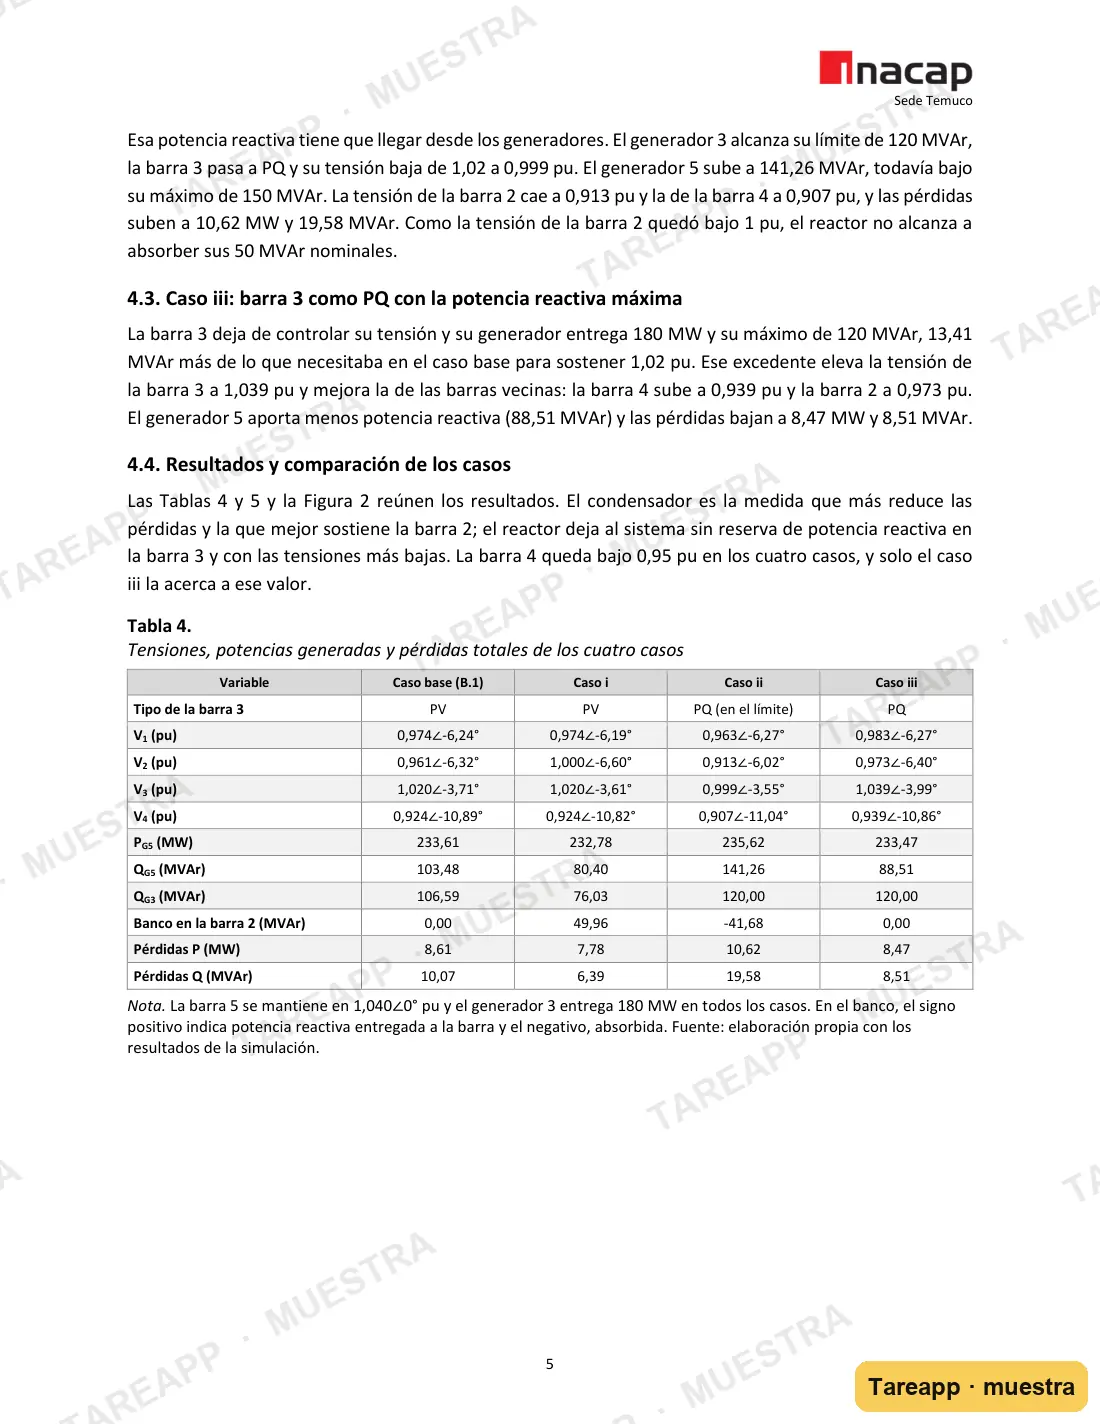 inacap
Sede Temuco
Esa potencia reactiva tiene que llegar desde los generadores. El generador 3 alcanza su límite de 120 MVAr,
la barra 3 pasa a PQ y su tensión baja de 1,02 a 0,999 pu. El generador 5 sube a 141,26 MVAr, todavía bajo
su máximo de 150 MVAr. La tensión de la barra 2 cae a 0,913 pu y la de la barra 4 a 0,907 pu, y las pérdidas
suben a 10,62 MW y 19,58 MVAr. Como la tensión de la barra 2 quedó bajo 1 pu, el reactor no alcanza a
absorber sus 50 MVAr nominales.
4.3. Caso iii: barra 3 como PQ con la potencia reactiva máxima
La barra 3 deja de controlar su tensión y su generador entrega 180 MW y su máximo de 120 MVAr, 13,41
MVAr más de lo que necesitaba en el caso base para sostener 1,02 pu. Ese excedente eleva la tensión de
la barra 3 a 1,039 pu y mejora la de las barras vecinas: la barra 4 sube a 0,939 pu y la barra 2 a 0,973 pu.
El generador 5 aporta menos potencia reactiva (88,51 MVAr) y las pérdidas bajan a 8,47 MW y 8,51 MVAr.
4.4. Resultados y comparación de los casos
Las Tablas 4 y 5 y la Figura 2 reúnen los resultados. El condensador es la medida que más reduce las
pérdidas y la que mejor sostiene la barra 2; el reactor deja al sistema sin reserva de potencia reactiva en
la barra 3 y con las tensiones más bajas. La barra 4 queda bajo 0,95 pu en los cuatro casos, y solo el caso
iii la acerca a ese valor.
Tabla 4.
Tensiones, potencias generadas y pérdidas totales de los cuatro casos
Variable Caso base (B.1) Caso i Caso ii Caso iii
Tipo de la barra 3 PV PV PQ (en el límite) PQ
V₁ (pu) 0,974∠-6,24° 0,974∠-6,19° 0,963∠-6,27° 0,983∠-6,27°
V₂ (pu) 0,961∠-6,32° 1,000∠-6,60° 0,913∠-6,02° 0,973∠-6,40°
V₃ (pu) 1,020∠-3,71° 1,020∠-3,61° 0,999∠-3,55° 1,039∠-3,99°
V₄ (pu) 0,924∠-10,89° 0,924∠-10,82° 0,907∠-11,04° 0,939∠-10,86°
PG5 (MW) 233,61 232,78 235,62 233,47
QG5 (MVAr) 103,48 80,40 141,26 88,51
QG3 (MVAr) 106,59 76,03 120,00 120,00
Banco en la barra 2 (MVAr) 0,00 49,96 -41,68 0,00
Pérdidas P (MW) 8,61 7,78 10,62 8,47
Pérdidas Q (MVAr) 10,07 6,39 19,58 8,51
Nota. La barra 5 se mantiene en 1,040∠0° pu y el generador 3 entrega 180 MW en todos los casos. En el banco, el signo
positivo indica potencia reactiva entregada a la barra y el negativo, absorbida. Fuente: elaboración propia con los
resultados de la simulación.
5
Tareapp · muestra
TAREAPP · MUESTRA